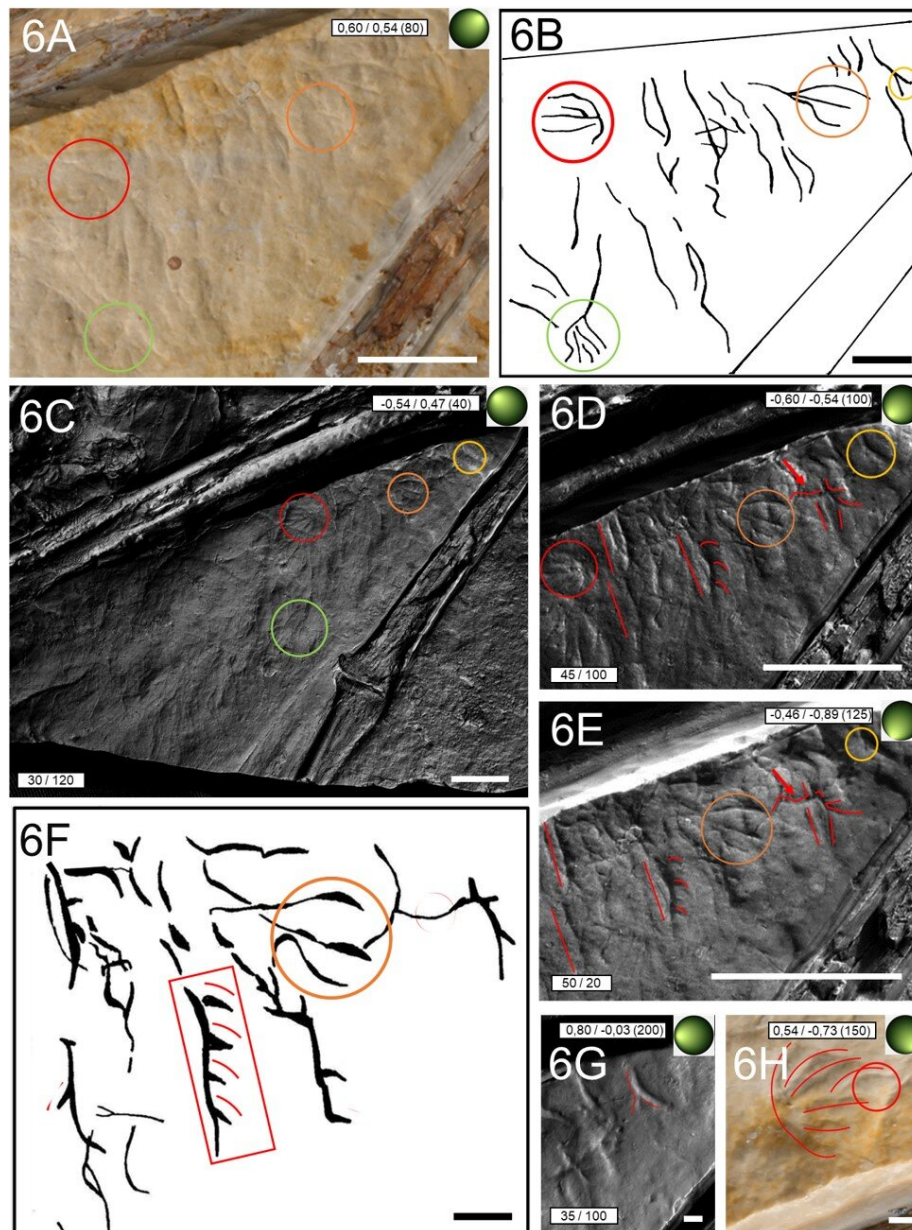 6A
0,60 / 0,54 (80)
6B
6C
-0,54 / 0,47 (40)
30 / 120
6D
-0,60 / -0,54 (100)
45 / 100
6E
-0,46 / -0,89 (125)
50 / 20
6F
6G
0,80 / -0,03 (200)
35 / 100
6H
0,54 / -0,73 (150)